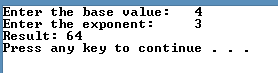 Enter the base value:   4
Enter the exponent:     3
Result: 64
Press any key to continue . . .